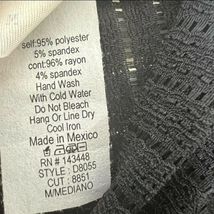 self:95% polyester
5% spandex
cont:96% rayon
4% spandex
Hand Wash
With Cold Water
Do Not Bleach
Hang Or Line Dry
Cool Iron
Made in Mexico
RN # 143448
STYLE : D8055
CUT : 8851
M/MEDIANO